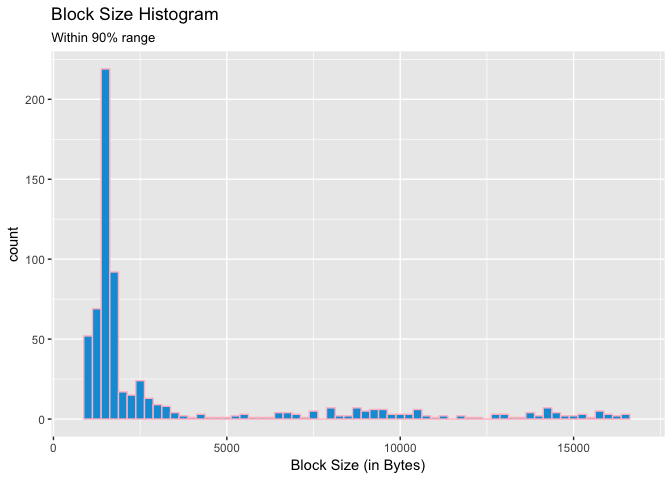 Block Size Histogram
Within 90% range
200
150
100
50
0
count
0 5000 10000 15000
Block Size (in Bytes)